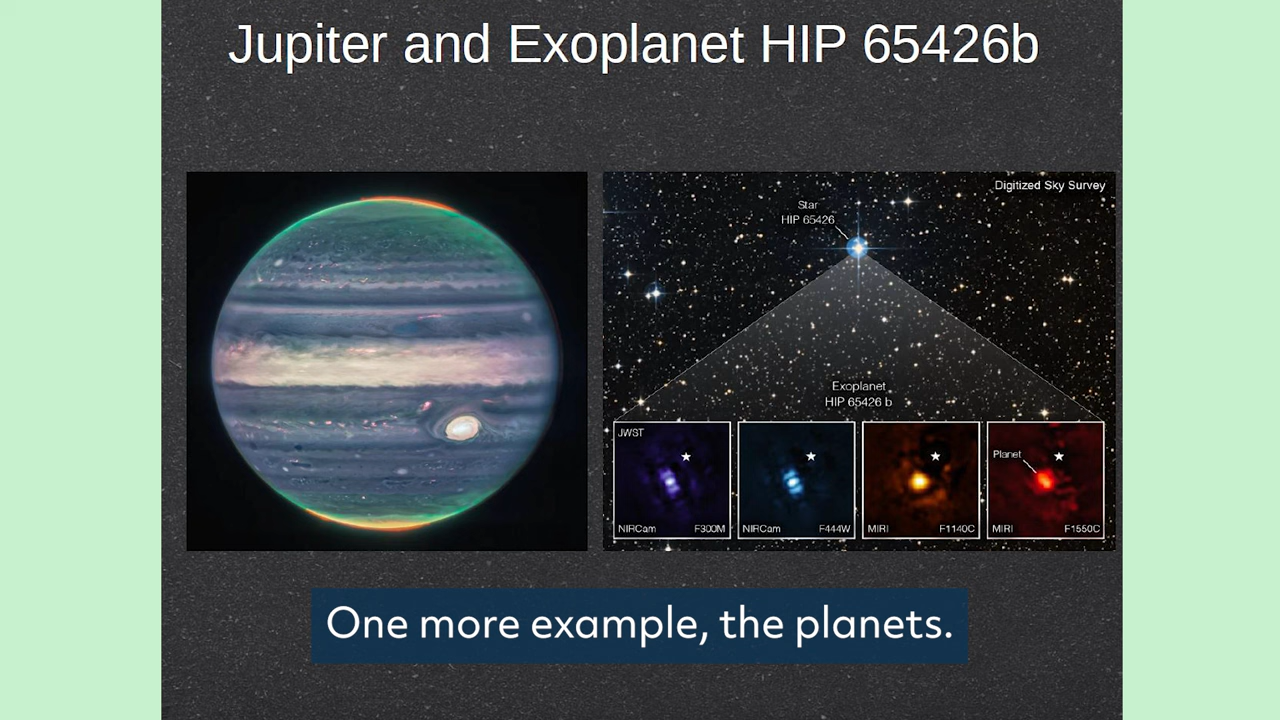 Jupiter and Exoplanet HIP 65426b
Digitized Sky Survey
Star
HIP 65426
Exoplanet
HIP 65426 b
JWST
Planet
NIRCam F300M
NIRCam F444W
MIRI F1140C
MIRI F1550C
One more example, the planets.